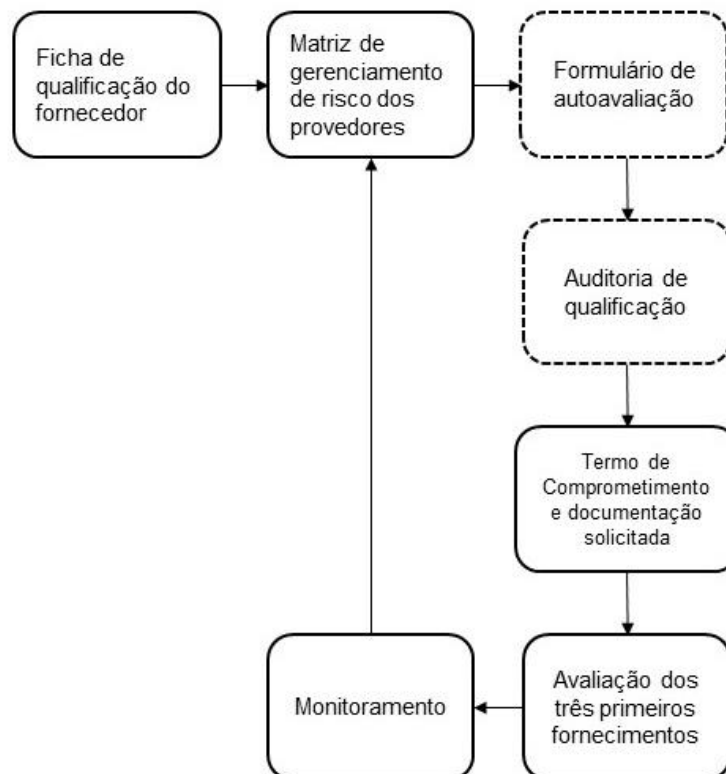 Ficha de
qualificação do
fornecedor
Matriz de
gerenciamento
de risco dos
provedores
Formulário de
autoavaliação
Auditoria de
qualificação
Termo de
Comprometimento
e documentação
solicitada
Avaliação dos
três primeiros
fornecimentos
Monitoramento